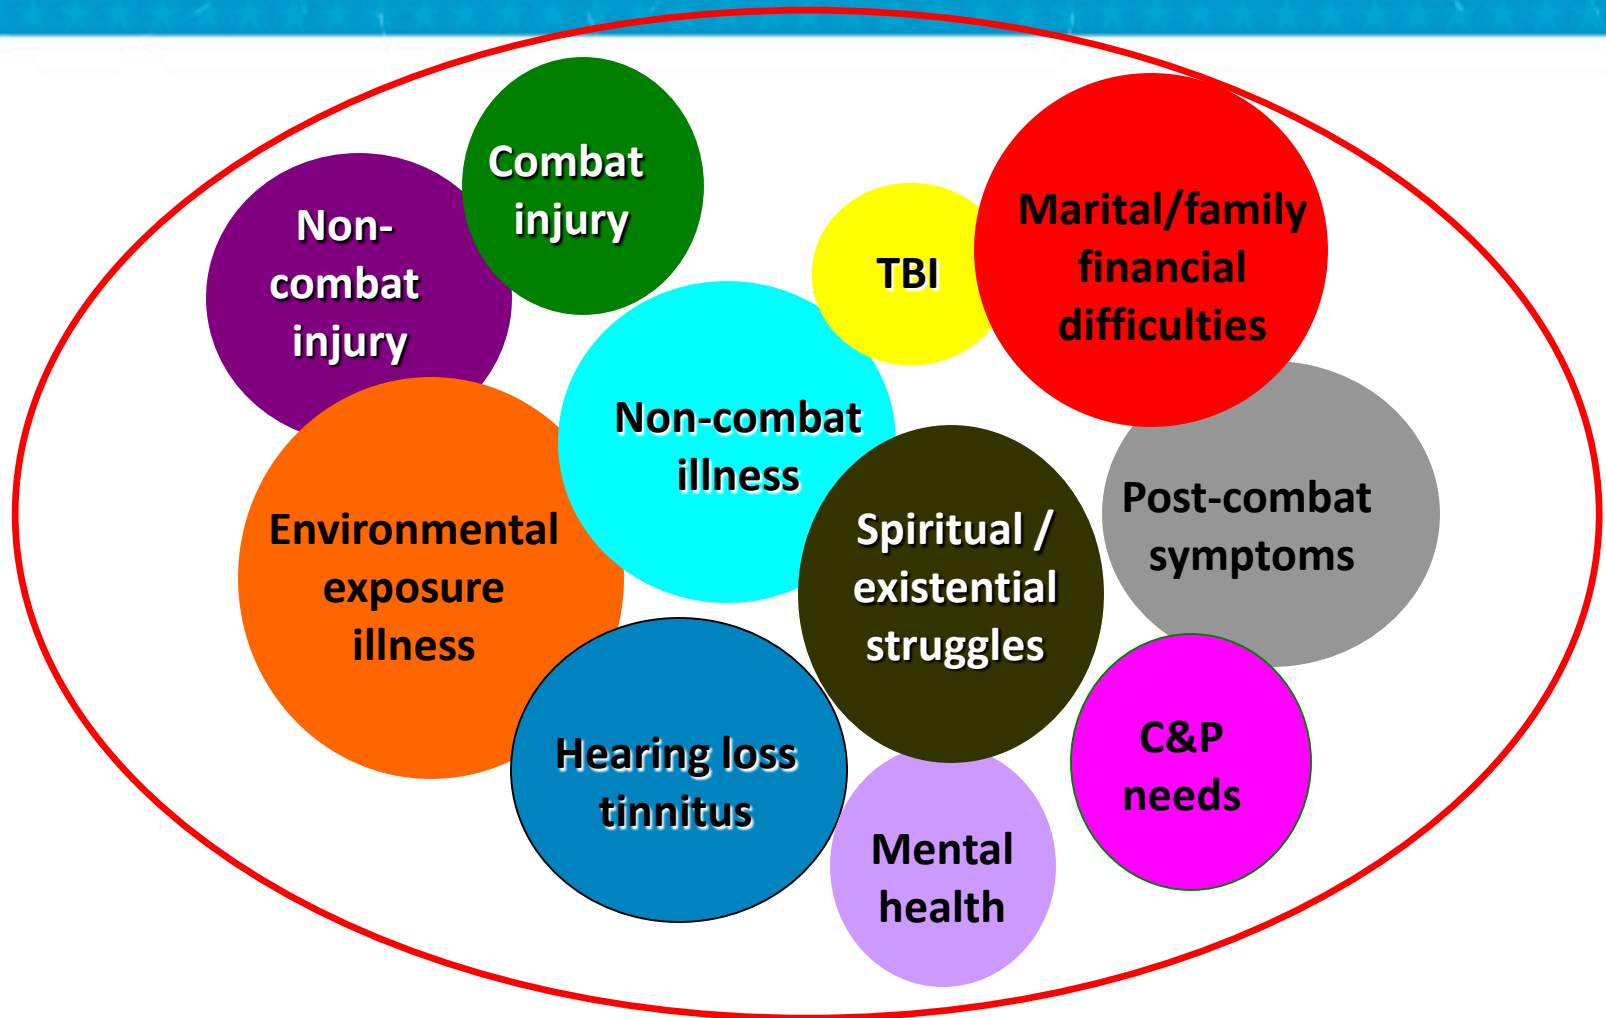 Combat
injury
Non-
combat
injury
TBI
Marital/family
financial
difficulties
Non-combat
illness
Environmental
exposure
illness
Spiritual /
existential
struggles
Post-combat
symptoms
Hearing loss
tinnitus
C&P
needs
Mental
health